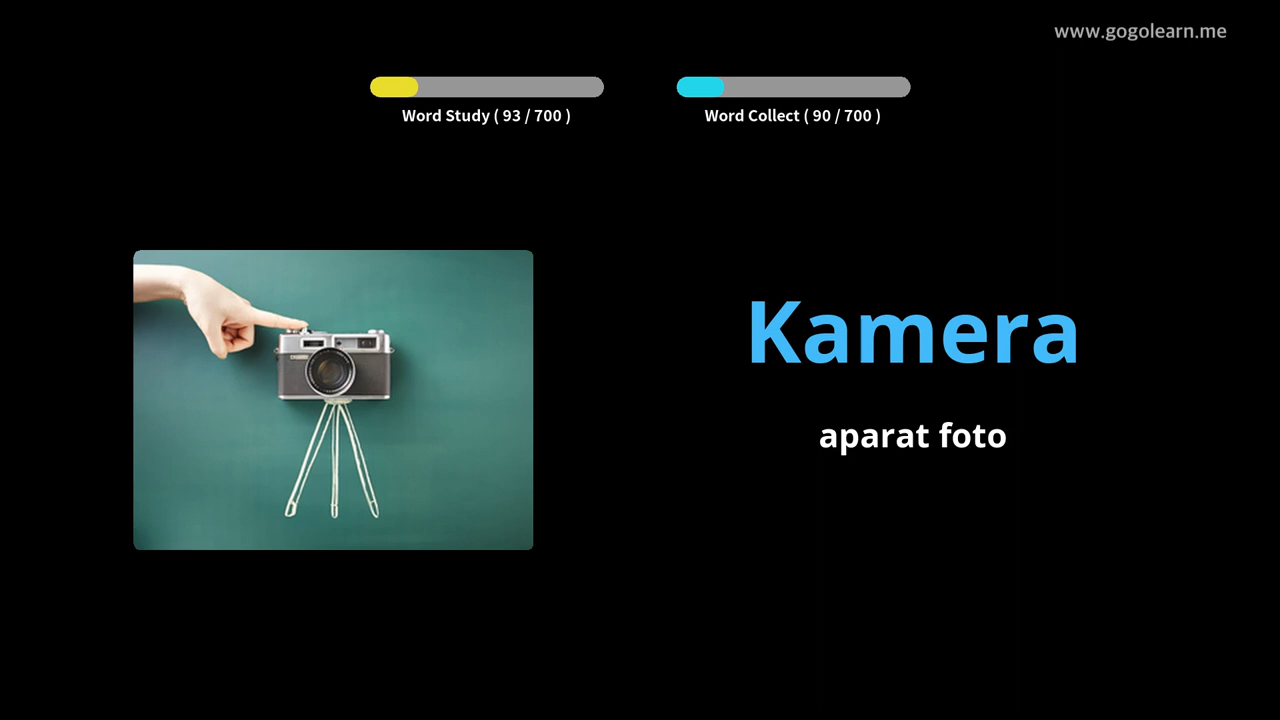 www.gogolearn.me
Word Study ( 93 / 700 )
Word Collect ( 90 / 700 )
Kamera
aparat foto